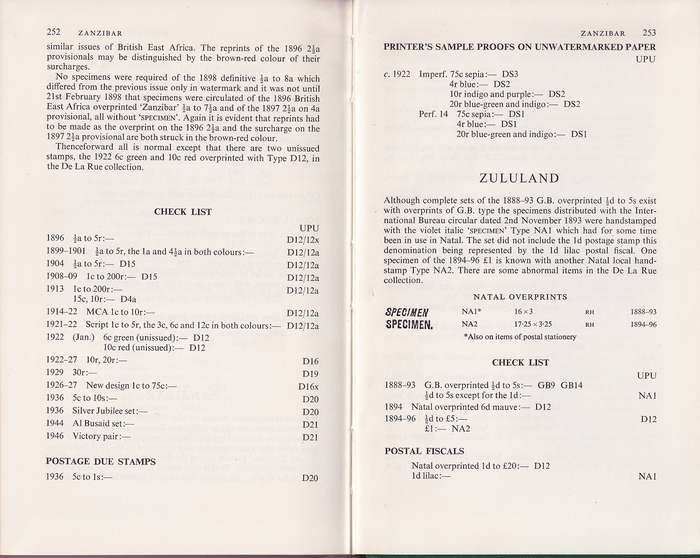 252 ZANZIBAR
similar issues of British East Africa. The reprints of the 1896 2½a
provisionals may be distinguished by the brown-red colour of their
surcharges.
No specimens were required of the 1898 definitive ½a to 8a which
differed from the previous issue only in watermark and it was not until
21st February 1898 that specimens were circulated of the 1896 British
East Africa overprinted 'Zanzibar' ½a to 7½a and of the 1897 2½a on 4a
provisional, all without 'SPECIMEN'. Again it is evident that reprints had
to be made as the overprint on the 1896 2½a and the surcharge on the
1897 2½a provisional are both struck in the brown-red colour.
Thenceforward all is normal except that there are two unissued
stamps, the 1922 6c green and 10c red overprinted with Type D12, in
the De La Rue collection.
CHECK LIST
UPU
1896 ½a to 5r:— D12/12x
1899–1901 ½a to 5r, the 1a and 4½a in both colours:— D12/12a
1904 ½a to 5r:— D15 D12/12a
1908–09 1c to 200r:— D15 D12/12a
1913 1c to 200r:— D12/12a
15c, 10r:— D4a
1914–22 MCA 1c to 10r:— D12/12a
1921–22 Script 1c to 5r, the 3c, 6c and 12c in both colours:— D12/12a
1922 (Jan.) 6c green (unissued):— D12
10c red (unissued):— D12
1922–27 10r, 20r:— D16
1929 30r:— D19
1926–27 New design 1c to 75c:— D16x
1936 5c to 10s:— D20
1936 Silver Jubilee set:— D20
1944 Al Busaid set:— D21
1946 Victory pair:— D21
POSTAGE DUE STAMPS
1936 5c to 1s:— D20
ZANZIBAR 253
PRINTER'S SAMPLE PROOFS ON UNWATERMARKED PAPER
UPU
c. 1922 Imperf. 75c sepia:— DS3
4r blue:— DS2
10r indigo and purple:— DS2
20r blue-green and indigo:— DS2
Perf. 14 75c sepia:— DS1
4r blue:— DS1
20r blue-green and indigo:— DS1
ZULULAND
Although complete sets of the 1888–93 G.B. overprinted ½d to 5s exist
with overprints of G.B. type the specimens distributed with the Inter-
national Bureau circular dated 2nd November 1893 were handstamped
with the violet italic 'SPECIMEN' Type NA1 which had for some time
been in use in Natal. The set did not include the 1d postage stamp this
denomination being represented by the 1d lilac postal fiscal. One
specimen of the 1894–96 £1 is known with another Natal local hand-
stamp Type NA2. There are some abnormal items in the De La Rue
collection.
NATAL OVERPRINTS
SPECIMEN NA1* 16×3 RH 1888–93
SPECIMEN. NA2 17·25×3·25 RH 1894–96
*Also on items of postal stationery
CHECK LIST
UPU
1888–93 G.B. overprinted ½d to 5s:— GB9 GB14
½d to 5s except for the 1d:— NA1
1894 Natal overprinted 6d mauve:— D12
1894–96 ½d to £5:— D12
£1:— NA2
POSTAL FISCALS
Natal overprinted 1d to £20:— D12
1d lilac:— NA1